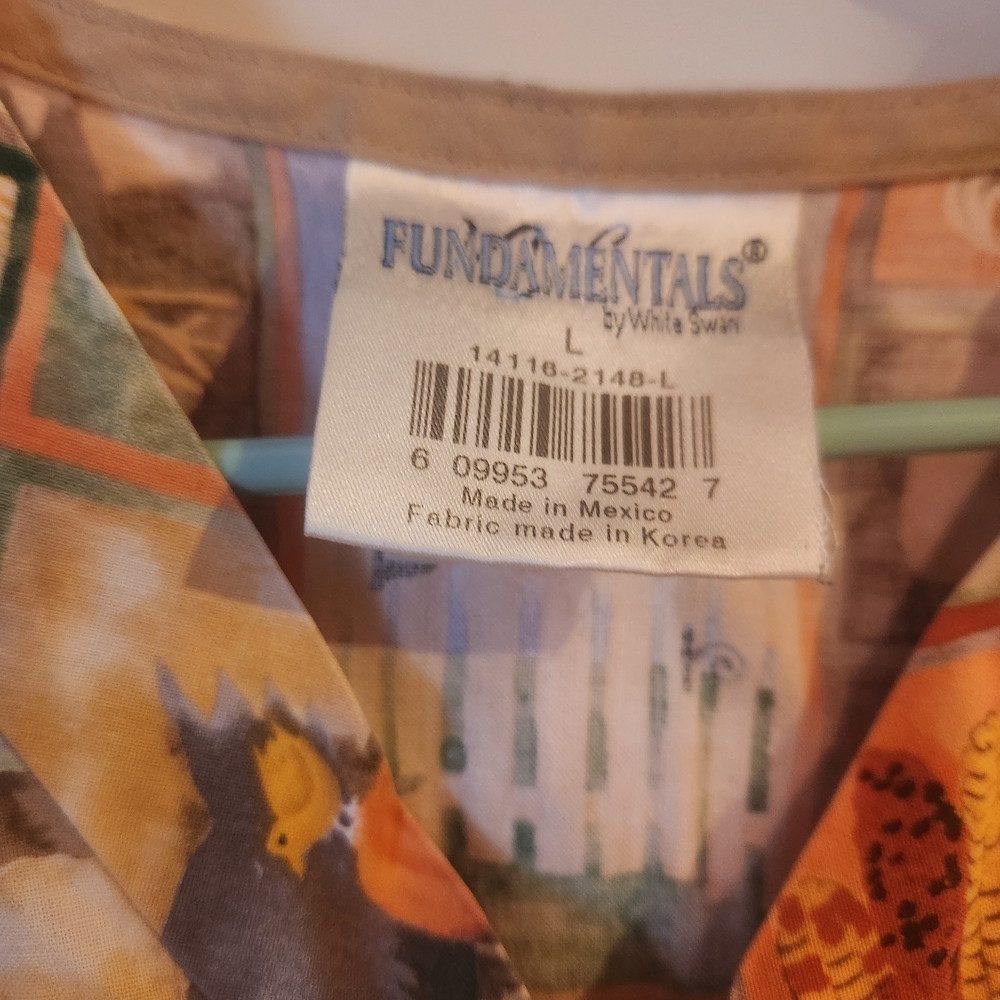 FUNDAMENTALS®
by White Swan
L
14116-2148-L
6 09953 75542 7
Made in Mexico
Fabric made in Korea